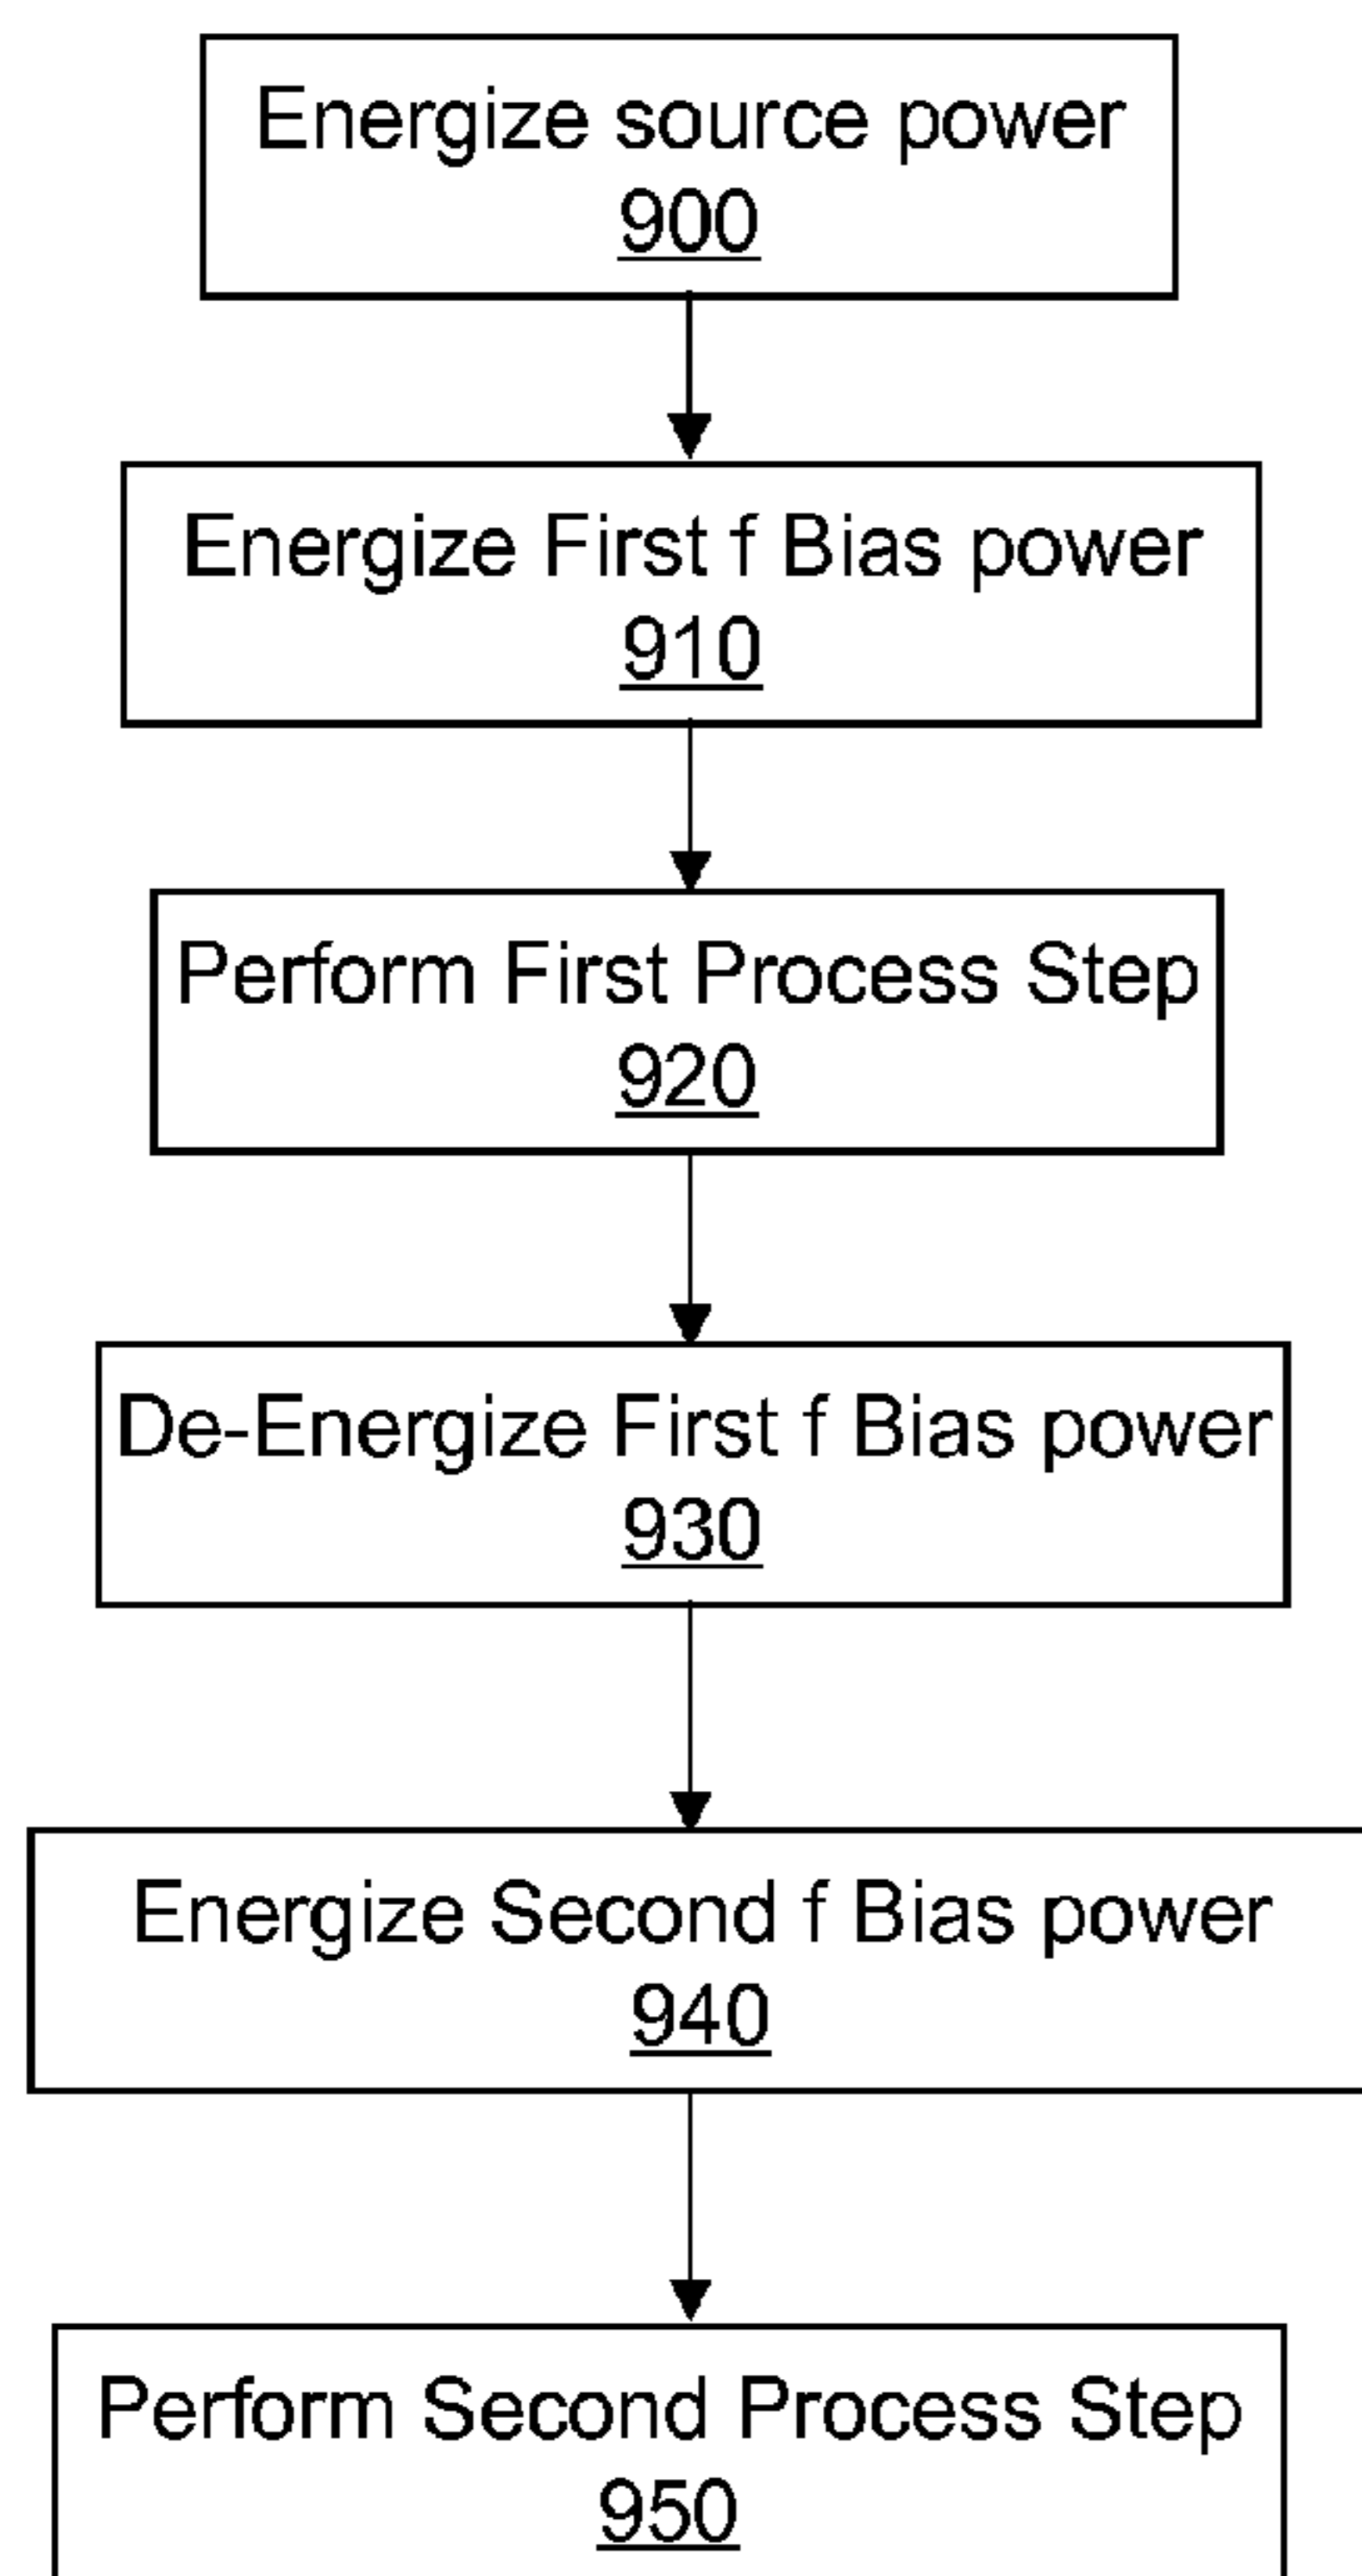 Energize source power
900
Energize First f Bias power
910
Perform First Process Step
920
De-Energize First f Bias power
930
Energize Second f Bias power
940
Perform Second Process Step
950